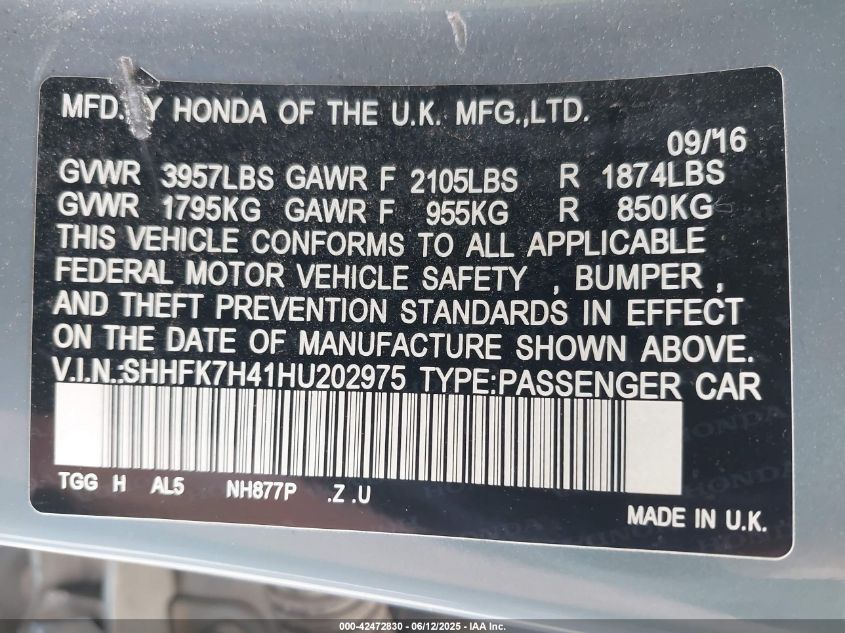 MFD. Y HONDA OF THE U.K. MFG.,LTD.
09/16
GVWR 3957LBS GAWR F 2105LBS R 1874LBS
GVWR 1795KG GAWR F 955KG R 850KG
THIS VEHICLE CONFORMS TO ALL APPLICABLE
FEDERAL MOTOR VEHICLE SAFETY , BUMPER ,
AND THEFT PREVENTION STANDARDS IN EFFECT
ON THE DATE OF MANUFACTURE SHOWN ABOVE.
V.I.N.:SHHFK7H41HU202975 TYPE:PASSENGER CAR
TGG H AL5 NH877P .Z .U
MADE IN U.K.
000-42472830 - 06/12/2025 - IAA Inc.